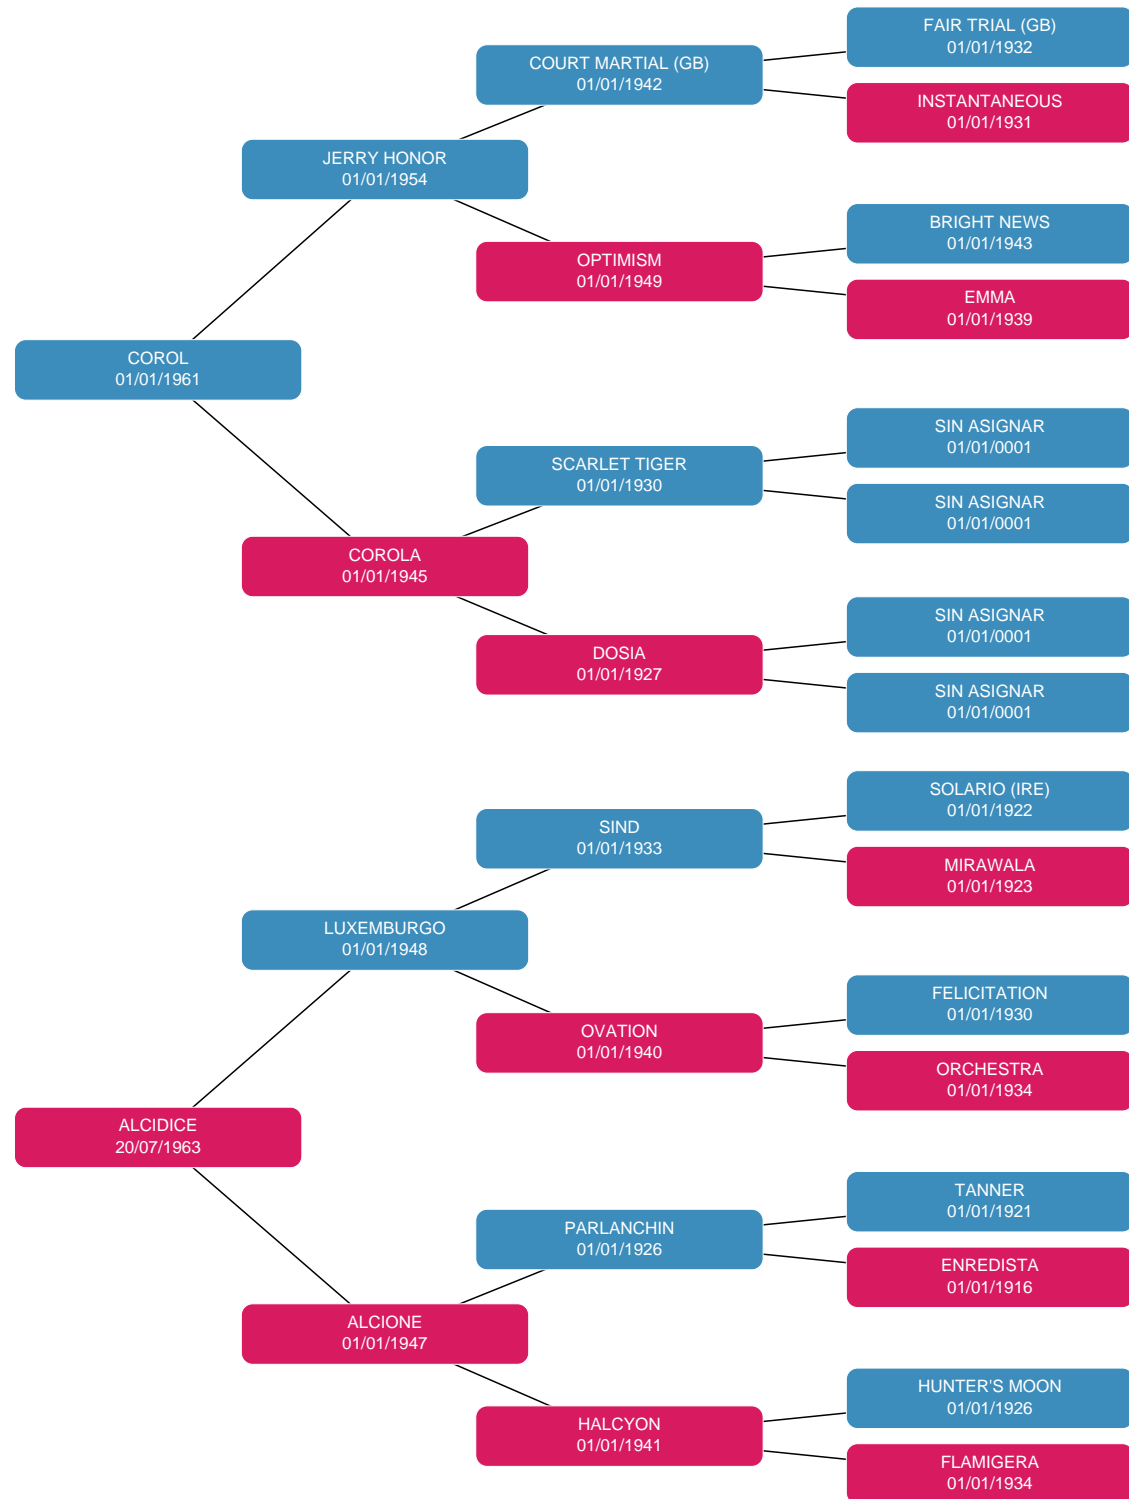 FAIR TRIAL (GB)
01/01/1932
COURT MARTIAL (GB)
01/01/1942
INSTANTANEOUS
01/01/1931
JERRY HONOR
01/01/1954
BRIGHT NEWS
01/01/1943
OPTIMISM
01/01/1949
EMMA
01/01/1939
COROL
01/01/1961
SIN ASIGNAR
01/01/0001
SCARLET TIGER
01/01/1930
SIN ASIGNAR
01/01/0001
COROLA
01/01/1945
SIN ASIGNAR
01/01/0001
DOSIA
01/01/1927
SIN ASIGNAR
01/01/0001
SOLARIO (IRE)
01/01/1922
SIND
01/01/1933
MIRAWALA
01/01/1923
LUXEMBURGO
01/01/1948
FELICITATION
01/01/1930
OVATION
01/01/1940
ORCHESTRA
01/01/1934
ALCIDICE
20/07/1963
TANNER
01/01/1921
PARLANCHIN
01/01/1926
ENREDISTA
01/01/1916
ALCIONE
01/01/1947
HUNTER'S MOON
01/01/1926
HALCYON
01/01/1941
FLAMIGERA
01/01/1934